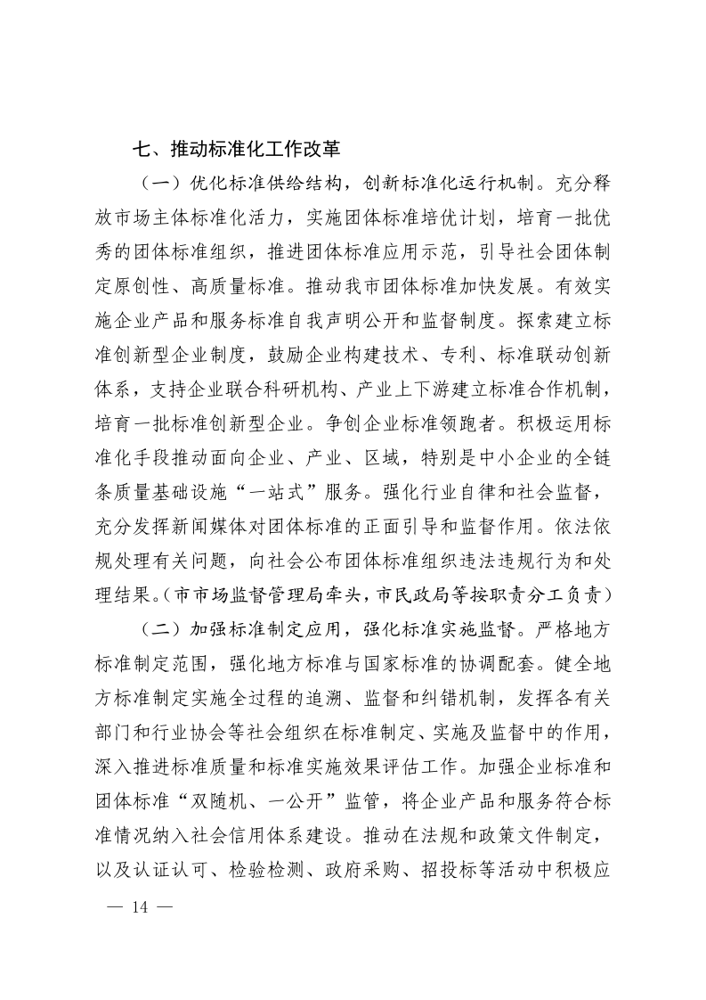 七、推动标准化工作改革
（一）优化标准供给结构，创新标准化运行机制。充分释
放市场主体标准化活力，实施团体标准培优计划，培育一批优
秀的团体标准组织，推进团体标准应用示范，引导社会团体制
定原创性、高质量标准。推动我市团体标准加快发展。有效实
施企业产品和服务标准自我声明公开和监督制度。探索建立标
准创新型企业制度，鼓励企业构建技术、专利、标准联动创新
体系，支持企业联合科研机构、产业上下游建立标准合作机制，
培育一批标准创新型企业。争创企业标准领跑者。积极运用标
准化手段推动面向企业、产业、区域，特别是中小企业的全链
条质量基础设施“一站式”服务。强化行业自律和社会监督，
充分发挥新闻媒体对团体标准的正面引导和监督作用。依法依
规处理有关问题，向社会公布团体标准组织违法违规行为和处
理结果。（市市场监督管理局牵头，市民政局等按职责分工负责）
（二）加强标准制定应用，强化标准实施监督。严格地方
标准制定范围，强化地方标准与国家标准的协调配套。健全地
方标准制定实施全过程的追溯、监督和纠错机制，发挥各有关
部门和行业协会等社会组织在标准制定、实施及监督中的作用，
深入推进标准质量和标准实施效果评估工作。加强企业标准和
团体标准“双随机、一公开”监管，将企业产品和服务符合标
准情况纳入社会信用体系建设。推动在法规和政策文件制定，
以及认证认可、检验检测、政府采购、招投标等活动中积极应
— 14 —